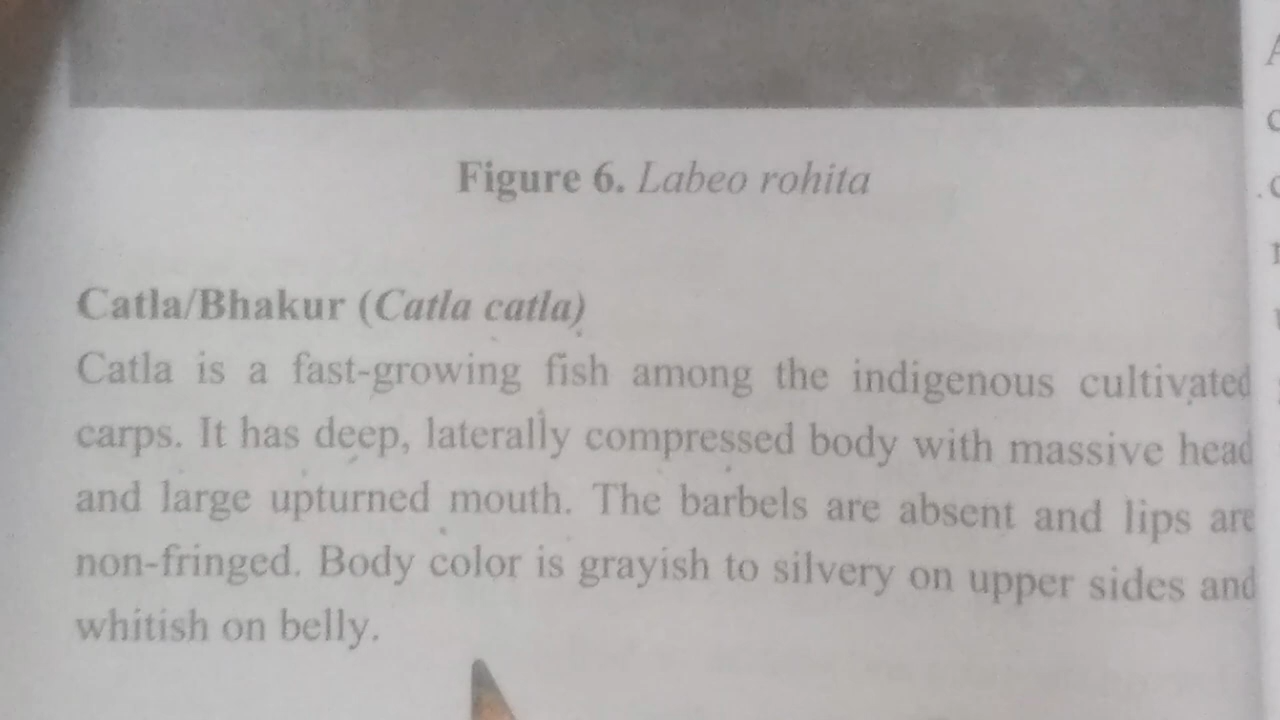 Figure 6. Labeo rohita
Catla/Bhakur (Catla catla)
Catla is a fast-growing fish among the indigenous cultivated
carps. It has deep, laterally compressed body with massive head
and large upturned mouth. The barbels are absent and lips are
non-fringed. Body color is grayish to silvery on upper sides and
whitish on belly.